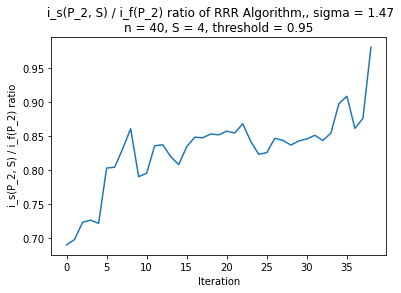 i_s(P_2, S) / i_f(P_2) ratio of RRR Algorithm,, sigma = 1.47
n = 40, S = 4, threshold = 0.95
i_s(P_2, S) / i_f(P_2) ratio
0.95
0.90
0.85
0.80
0.75
0.70
0 5 10 15 20 25 30 35
Iteration